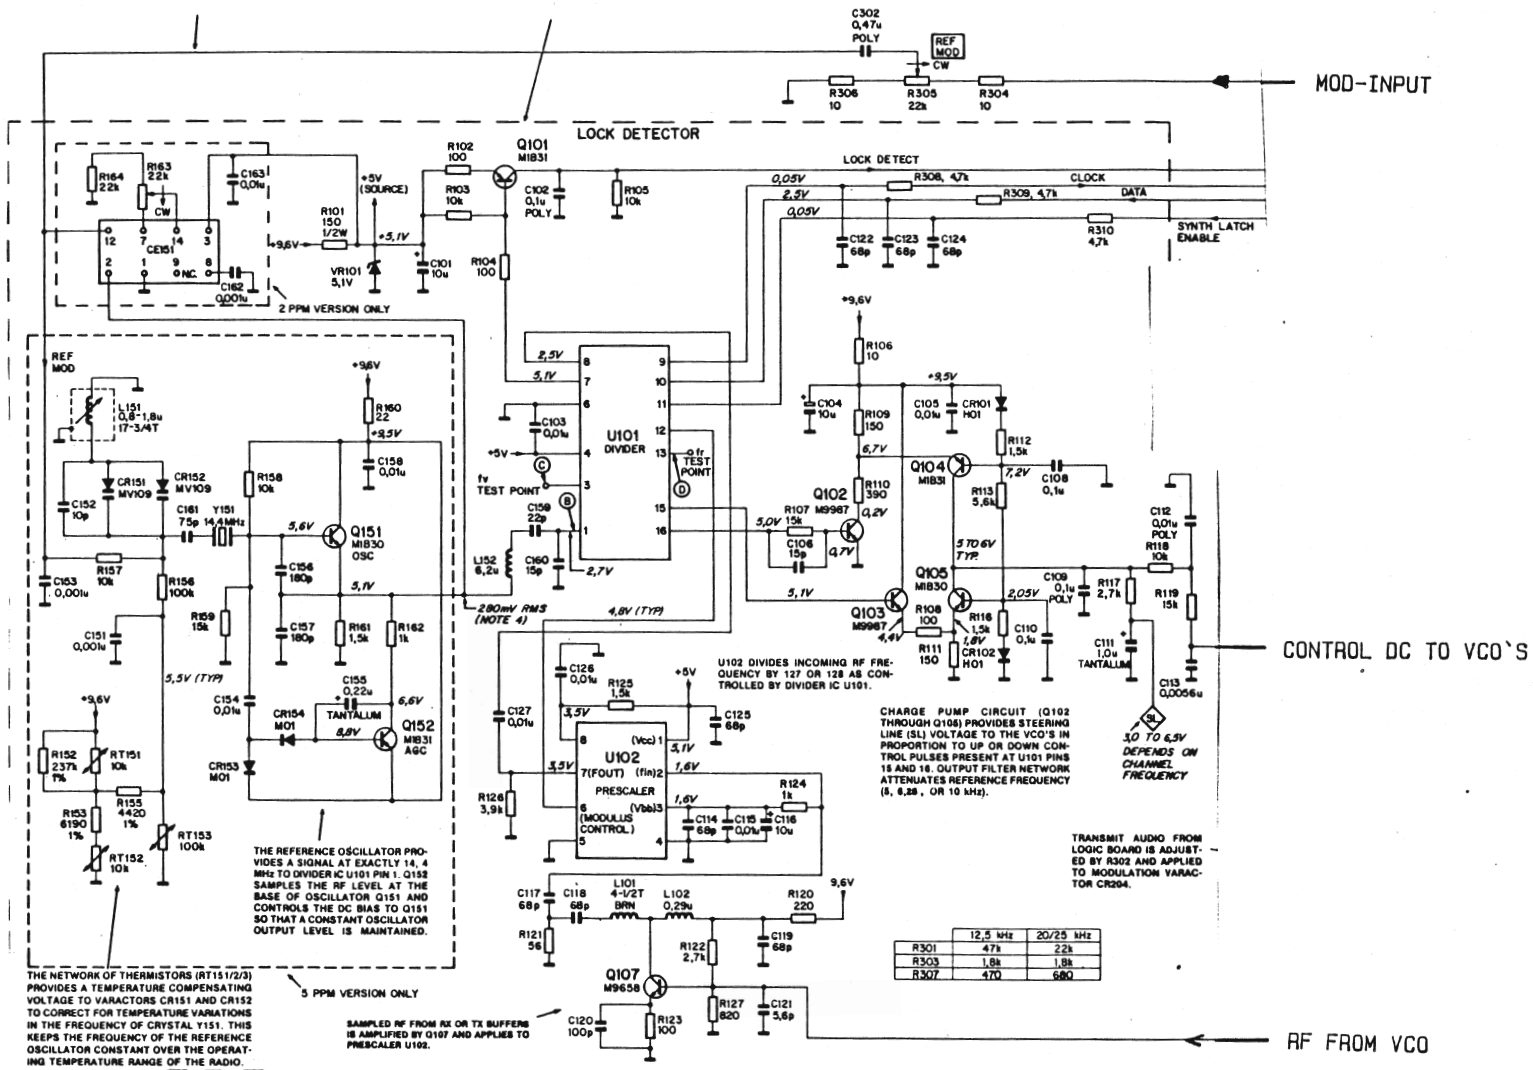 C302
0,47u
POLY
REF
MOD
CW
R306
10
R305
22k
R304
10
MOD-INPUT
LOCK DETECTOR
R164
22k
R163
22k
CW
C163
0,01u
12
7
14
3
CE151
2
1
9
NC.
8
C162
0,001u
2 PPM VERSION ONLY
+9,6V
R101
150
1/2W
+5V
(SOURCE)
+5,1V
VR101
5,1V
C101
10u
R102
100
R103
10k
Q101
M1831
R104
100
C102
0,1u
POLY
R105
10k
LOCK DETECT
0,05V
R308, 4,7k
CLOCK
2,5V
R309, 4,7k
DATA
0,05V
R310
4,7k
SYNTH LATCH
ENABLE
C122
68p
C123
68p
C124
68p
REF
MOD
L151
0,8-1,8u
17-3/4T
CR151
MV109
CR152
MV109
C152
10p
C161
75p
Y151
14,4MHz
R157
10k
C153
0,001u
R156
100k
C151
0,001u
5,5V (TYP)
R158
10k
+9,6V
R160
22
+9,5V
C158
0,01u
5,6V
Q151
M1830
OSC
C156
180p
5,1V
R159
15k
C157
180p
R161
1,5k
R162
1k
C154
0,01u
C155
0,22u
TANTALUM
CR154
M01
8,8V
6,6V
Q152
M1831
AGC
CR153
M01
+9,6V
R152
237k
1%
RT151
10k
R153
6190
1%
R155
4420
1%
RT152
10k
RT153
100k
THE REFERENCE OSCILLATOR PRO-
VIDES A SIGNAL AT EXACTLY 14, 4
MHz TO DIVIDER IC U101 PIN 1. Q152
SAMPLES THE RF LEVEL AT THE
BASE OF OSCILLATOR Q151 AND
CONTROLS THE DC BIAS TO Q151
SO THAT A CONSTANT OSCILLATOR
OUTPUT LEVEL IS MAINTAINED.
THE NETWORK OF THERMISTORS (RT151/2/3)
PROVIDES A TEMPERATURE COMPENSATING
VOLTAGE TO VARACTORS CR151 AND CR152
TO CORRECT FOR TEMPERATURE VARIATIONS
IN THE FREQUENCY OF CRYSTAL Y151. THIS
KEEPS THE FREQUENCY OF THE REFERENCE
OSCILLATOR CONSTANT OVER THE OPERAT-
ING TEMPERATURE RANGE OF THE RADIO.
5 PPM VERSION ONLY
2,5V
8
5,1V
7
6
C103
0,01u
+5V
4
C
fv
TEST POINT
3
B
1
U101
DIVIDER
9
10
11
12
13
fr
TEST
POINT
D
15
16
C159
22p
C160
15p
L152
6,2u
2,7V
280mV RMS
(NOTE 4)
4,8V (TYP)
+9,6V
R106
10
C104
10u
R109
150
+9,5V
C105
0,01u
CR101
H01
6,7V
R112
1,5k
Q104
M1831
7,2V
C108
0,1u
R113
5,6k
R110
390
Q102
M9987
0,2V
5,0V
R107
15k
C106
15p
0,7V
5 TO 6V
TYP.
Q105
M1830
5,1V
Q103
M9987
4,4V
R108
100
R111
150
1,8V
R116
1,5k
2,05V
CR102
H01
C110
0,1u
C109
0,1u
POLY
R117
2,7k
C111
1,0u
TANTALUM
C112
0,01u
POLY
R118
10k
R119
15k
C113
0,0056u
SL
3,0 TO 6,5V
DEPENDS ON
CHANNEL
FREQUENCY
CONTROL DC TO VCO'S
U102 DIVIDES INCOMING RF FRE-
QUENCY BY 127 OR 128 AS CON-
TROLLED BY DIVIDER IC U101.
CHARGE PUMP CIRCUIT (Q102
THROUGH Q105) PROVIDES STEERING
LINE (SL) VOLTAGE TO THE VCO'S IN
PROPORTION TO UP OR DOWN CON-
TROL PULSES PRESENT AT U101 PINS
15 AND 16. OUTPUT FILTER NETWORK
ATTENUATES REFERENCE FREQUENCY
(5, 6,25, OR 10 kHz).
C126
0,01u
R125
1,5k
+5V
3,5V
C125
68p
C127
0,01u
8
(Vcc) 1
5,1V
U102
3,5V
7(FOUT)
(fin)2
1,6V
PRESCALER
R126
3,9k
6
(MODULUS
CONTROL)
(Vbb)3
1,6V
5
4
R124
1k
C114
68p
C115
0,01u
C116
10u
C117
68p
C118
68p
L101
4-1/2T
BRN
L102
0,29u
R120
220
9,6V
R121
56
R122
2,7k
C119
68p
Q107
M9658
R127
820
C121
5,6p
C120
100p
R123
100
SAMPLED RF FROM RX OR TX BUFFERS
IS AMPLIFIED BY Q107 AND APPLIES TO
PRESCALER U102.
TRANSMIT AUDIO FROM
LOGIC BOARD IS ADJUST-
ED BY R302 AND APPLIED
TO MODULATION VARAC-
TOR CR204.
12,5 kHz 20/25 kHz
R301 47k 22k
R303 1,8k 1,8k
R307 470 680
RF FROM VCO